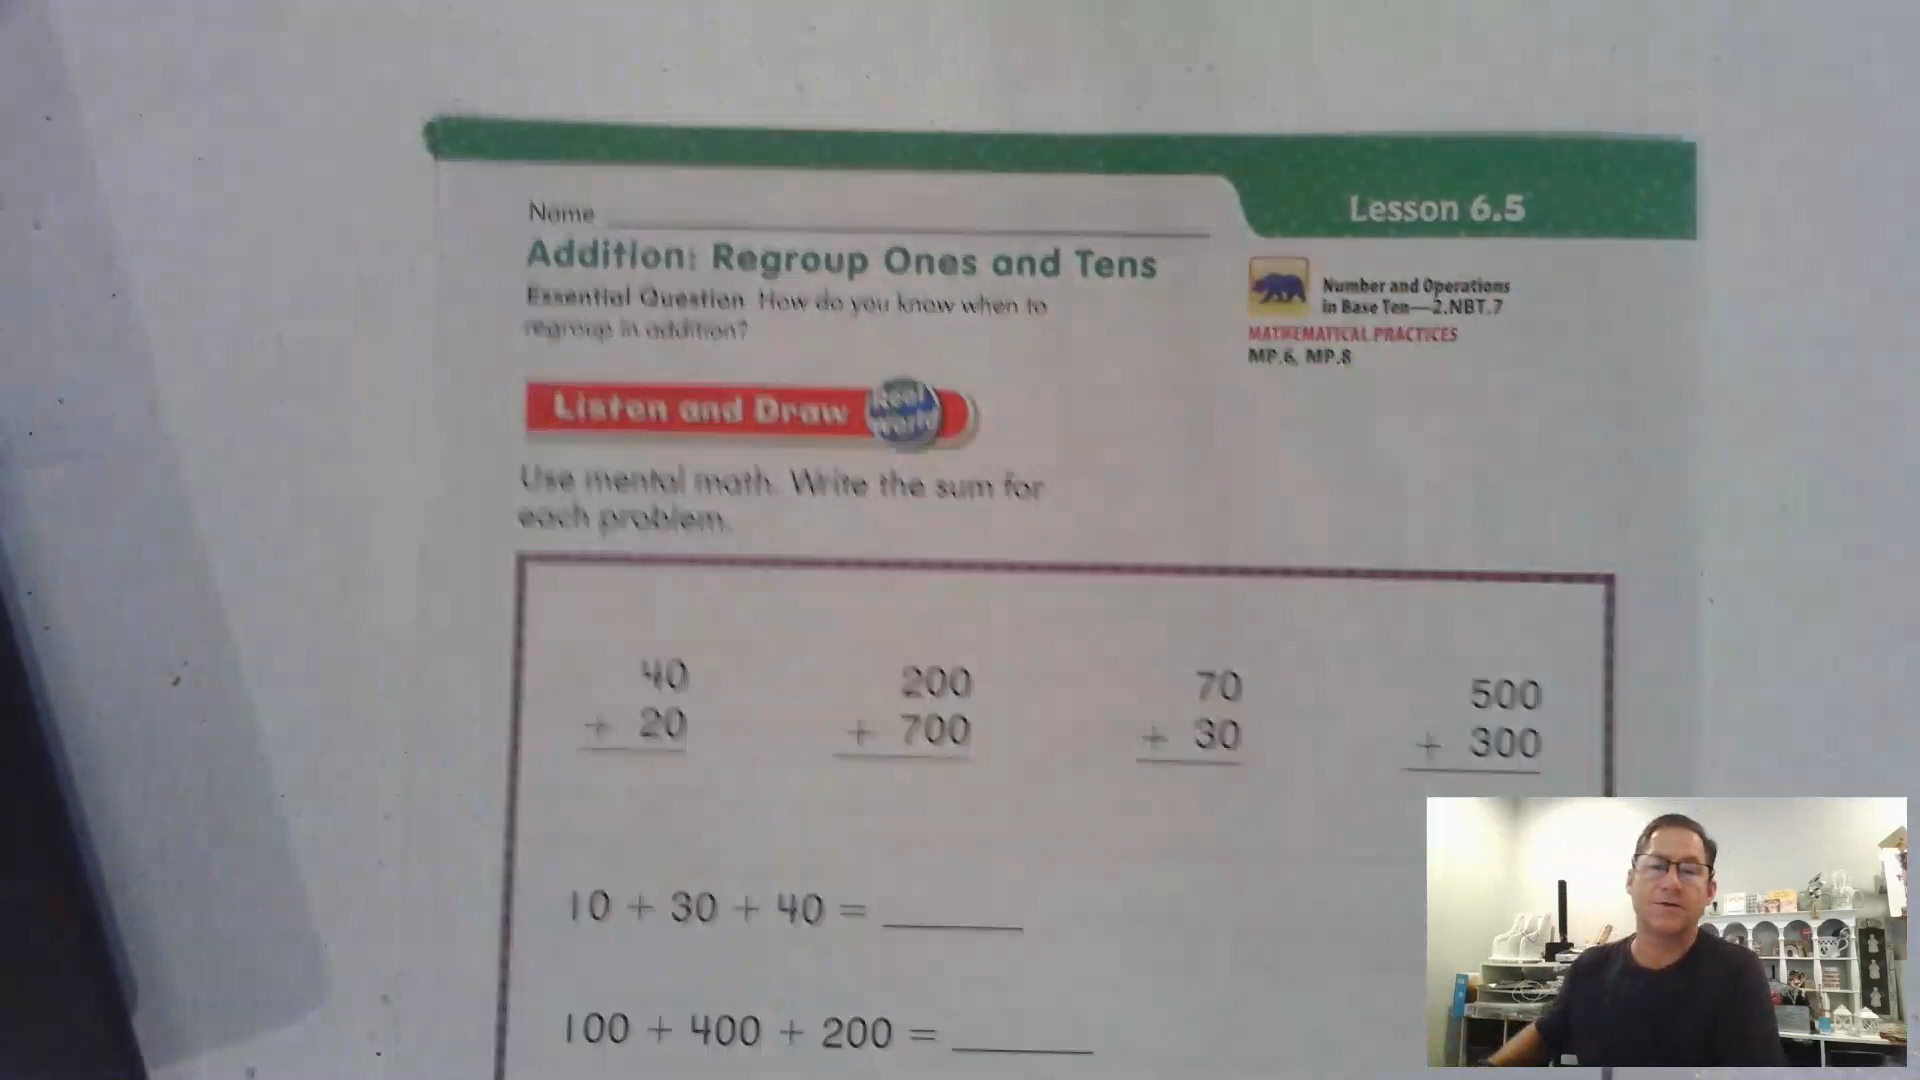 Name
Lesson 6.5
Addition: Regroup Ones and Tens
Essential Question How do you know when to
regroup in addition?
Number and Operations
in Base Ten—2.NBT.7
MATHEMATICAL PRACTICES
MP.6, MP.8
Listen and Draw
Real
World
Use mental math. Write the sum for
each problem.
40
+ 20
200
+ 700
70
+ 30
500
+ 300
10 + 30 + 40 =
100 + 400 + 200 =